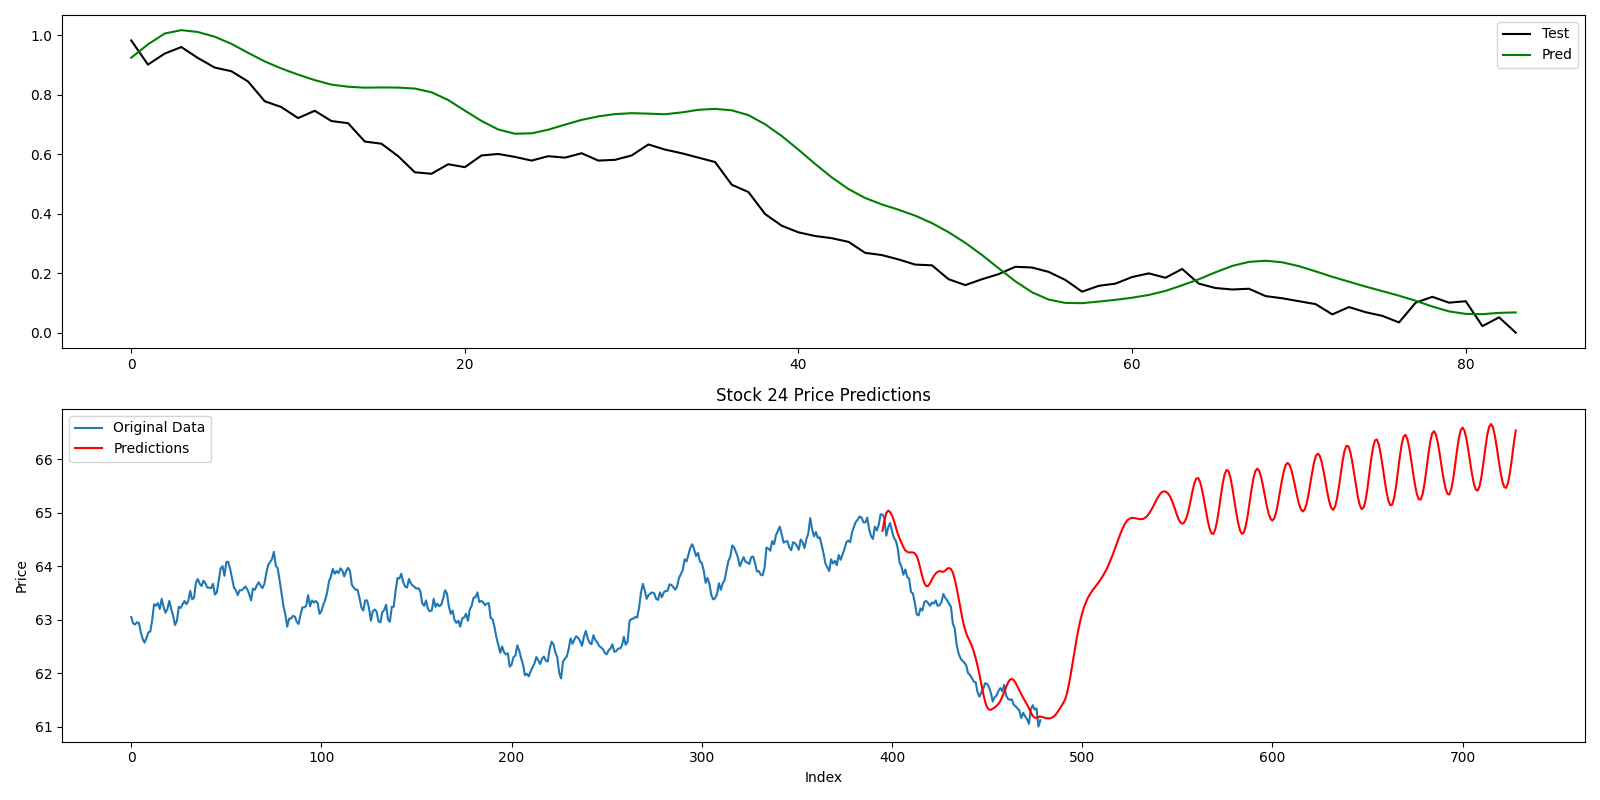 1.0
0.8
0.6
0.4
0.2
0.0
Test
Pred
0 20 40 60 80
Stock 24 Price Predictions
Original Data
Predictions
Price
66
65
64
63
62
61
0 100 200 300 400 500 600 700
Index